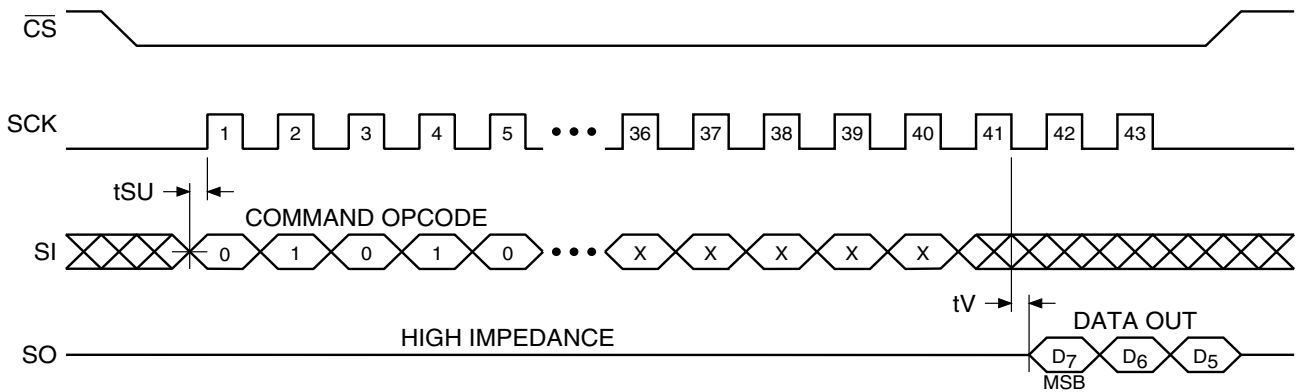 CS
SCK
1 2 3 4 5 ••• 36 37 38 39 40 41 42 43
tSU
COMMAND OPCODE
SI
0 1 0 1 0 ••• X X X X X
tV
HIGH IMPEDANCE
DATA OUT
SO
D7 D6 D5
MSB